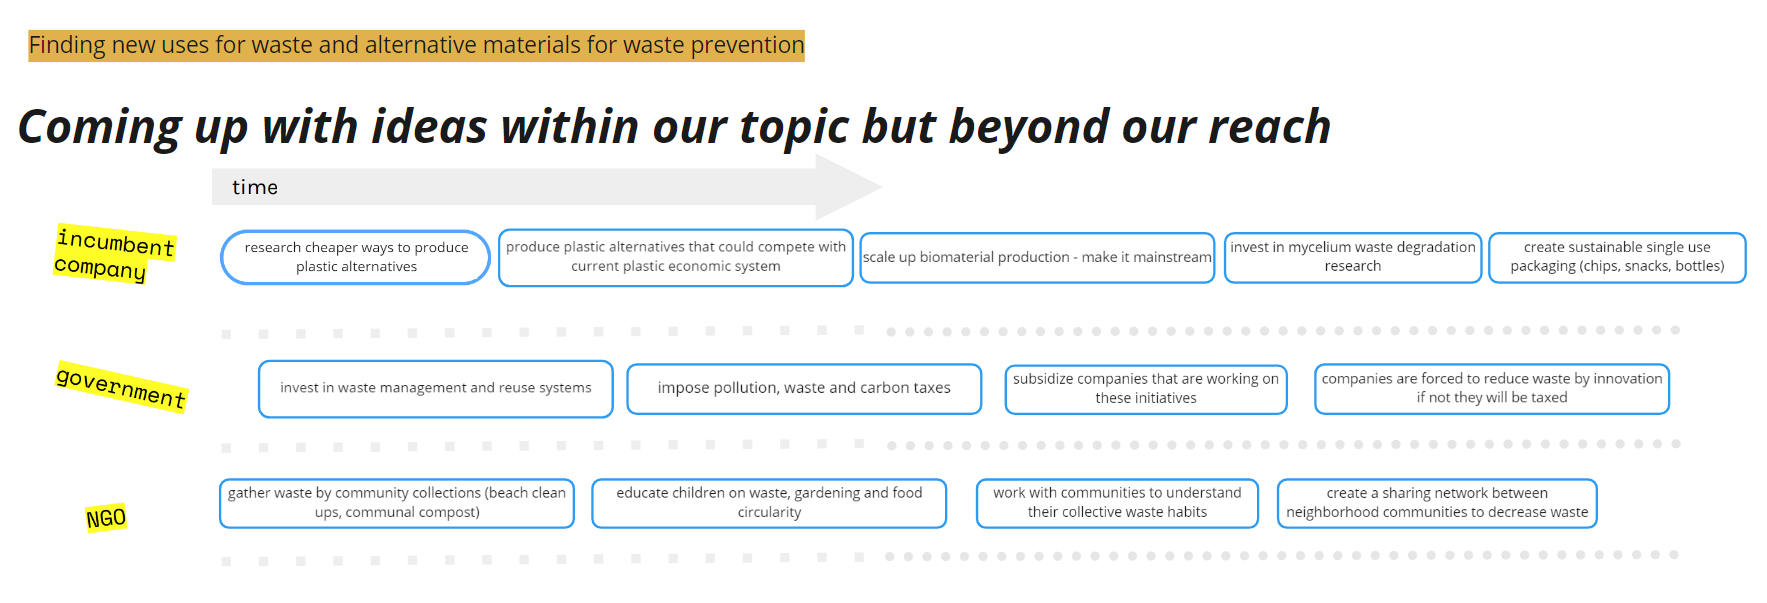 Finding new uses for waste and alternative materials for waste prevention
Coming up with ideas within our topic but beyond our reach
time
incumbent
company
research cheaper ways to produce
plastic alternatives
produce plastic alternatives that could compete with
current plastic economic system
scale up biomaterial production - make it mainstream
invest in mycelium waste degradation
research
create sustainable single use
packaging (chips, snacks, bottles)
government
invest in waste management and reuse systems
impose pollution, waste and carbon taxes
subsidize companies that are working on
these initiatives
companies are forced to reduce waste by innovation
if not they will be taxed
NGO
gather waste by community collections (beach clean
ups, communal compost)
educate children on waste, gardening and food
circularity
work with communities to understand
their collective waste habits
create a sharing network between
neighborhood communities to decrease waste